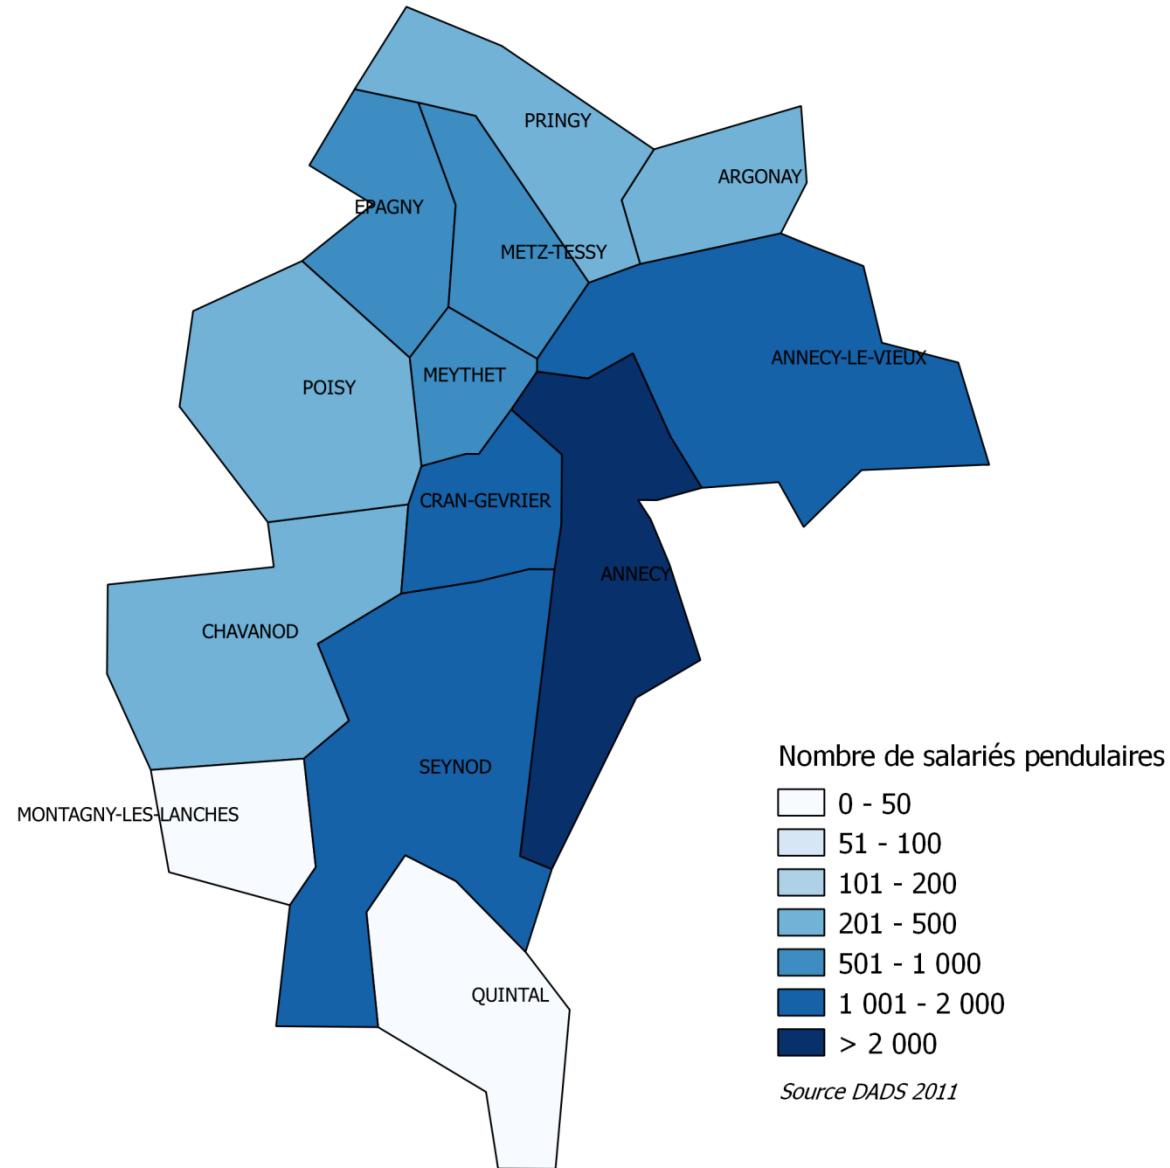 PRINGY
ARGONAY
EPAGNY
METZ-TESSY
ANNECY-LE-VIEUX
MEYTHET
POISY
CRAN-GEVRIER
ANNECY
CHAVANOD
SEYNOD
MONTAGNY-LES-LANCHES
QUINTAL
Nombre de salariés pendulaires
0 - 50
51 - 100
101 - 200
201 - 500
501 - 1 000
1 001 - 2 000
> 2 000
Source DADS 2011